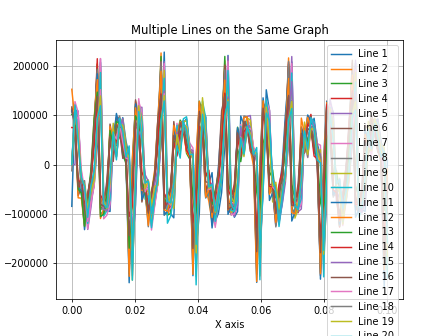 Multiple Lines on the Same Graph
200000
100000
0
−100000
−200000
0.00
0.02
0.04
0.06
X axis
Line 1
Line 2
Line 3
Line 4
Line 5
Line 6
Line 7
Line 8
Line 9
Line 10
Line 11
Line 12
Line 13
Line 14
Line 15
Line 16
Line 17
Line 18
Line 19